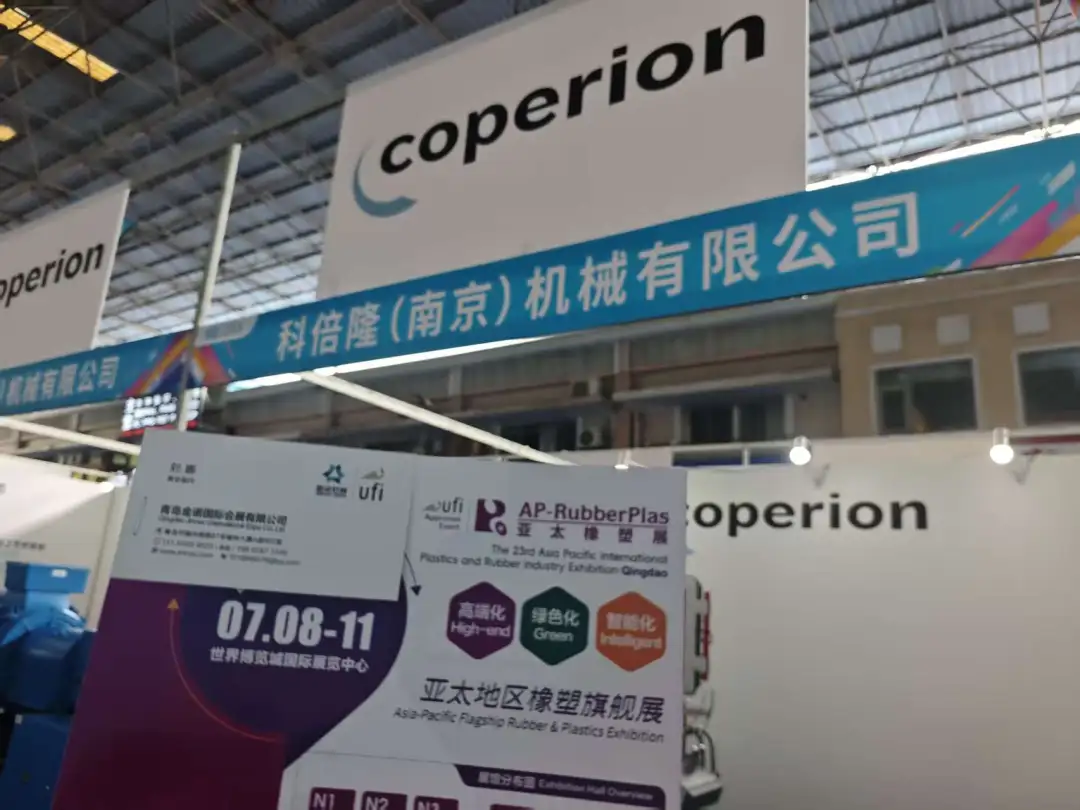 coperion
科倍隆(南京)机械有限公司
operion
机械有限公司
coperion
ufi
青岛金诺国际会展有限公司
07.08-11
世界博览城国际展览中心
ufi
Approved
Event
AP-RubberPlas
亚太橡塑展
The 23rd Asia Pacific International
Plastics and Rubber Industry Exhibition Qingdao
高端化
High-end
绿色化
Green
智能化
Intelligent
亚太地区橡塑旗舰展
Asia-Pacific Flagship Rubber & Plastics Exhibition
展馆分布图 Exhibition Hall Overview
N1 N2 N3